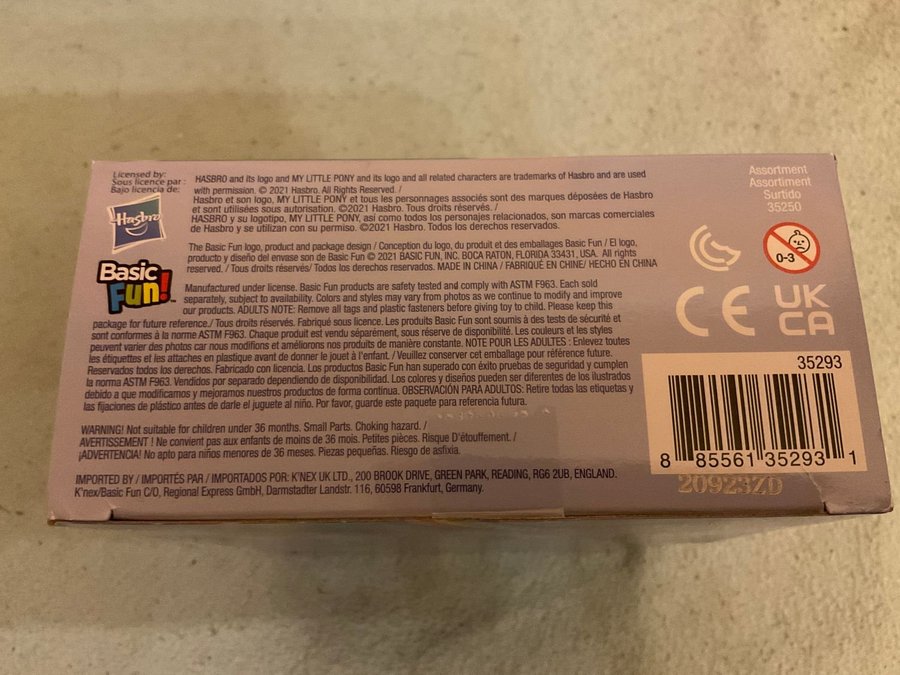 Licensed by:
Sous licence par :
Bajo licencia de:
Hasbro
Basic
Fun!
HASBRO and its logo and MY LITTLE PONY and its logo and all related characters are trademarks of Hasbro and are used
with permission. © 2021 Hasbro. All Rights Reserved. /
Hasbro et son logo, MY LITTLE PONY et tous les personnages associés sont des marques déposées de Hasbro
et sont utilisées sous autorisation. ©2021 Hasbro. Tous droits réservés. /
HASBRO y su logotipo, MY LITTLE PONY, así como todos los personajes relacionados, son marcas comerciales
de Hasbro y se utilizan con su permiso. ©2021 Hasbro. Todos los derechos reservados.
The Basic Fun logo, product and package design / Conception du logo, du produit et des emballages Basic Fun / El logo,
producto y diseño del envase son de Basic Fun © 2021 BASIC FUN, INC. BOCA RATON, FLORIDA 33431, USA. All rights
reserved. / Tous droits réservés/ Todos los derechos reservados. MADE IN CHINA / FABRIQUÉ EN CHINE/ HECHO EN CHINA
Manufactured under license. Basic Fun products are safety tested and comply with ASTM F963. Each sold
separately, subject to availability. Colors and styles may vary from photos as we continue to modify and improve
our products. ADULTS NOTE: Remove all tags and plastic fasteners before giving toy to child. Please keep this
package for future reference./ Tous droits réservés. Fabriqué sous licence. Les produits Basic Fun sont soumis à des tests de sécurité et
sont conformes à la norme ASTM F963. Chaque produit est vendu séparément, sous réserve de disponibilité. Les couleurs et les styles
peuvent varier des photos car nous modifions et améliorons nos produits de manière constante. NOTE POUR LES ADULTES : Enlevez toutes
les étiquettes et les attaches en plastique avant de donner le jouet à l'enfant. / Veuillez conserver cet emballage pour référence future.
Reservados todos los derechos. Fabricado con licencia. Los productos Basic Fun han superado con éxito pruebas de seguridad y cumplen
la norma ASTM F963. Vendidos por separado dependiendo de disponibilidad. Los colores y diseños pueden ser diferentes de los ilustrados
debido a que modificamos y mejoramos nuestros productos de forma continua. OBSERVACIÓN PARA ADULTOS: Retire todas las etiquetas y
las fijaciones de plástico antes de darle el juguete al niño. Por favor, guarde este paquete para referencia futura.
WARNING! Not suitable for children under 36 months. Small Parts. Choking hazard. /
AVERTISSEMENT ! Ne convient pas aux enfants de moins de 36 mois. Petites pièces. Risque D'étouffement. /
¡ADVERTENCIA! No apto para niños menores de 36 meses. Piezas pequeñas. Riesgo de asfixia.
IMPORTED BY / IMPORTÉS PAR / IMPORTADOS POR: K'NEX UK LTD., 200 BROOK DRIVE, GREEN PARK, READING, RG6 2UB, ENGLAND.
K'nex/Basic Fun C/O, Regional Express GmbH, Darmstadter Landstr. 116, 60598 Frankfurt, Germany.
Assortment
Assortiment
Surtido
35250
0-3
CE
UK
CA
35293
8 85561 35293 1
20923ZD